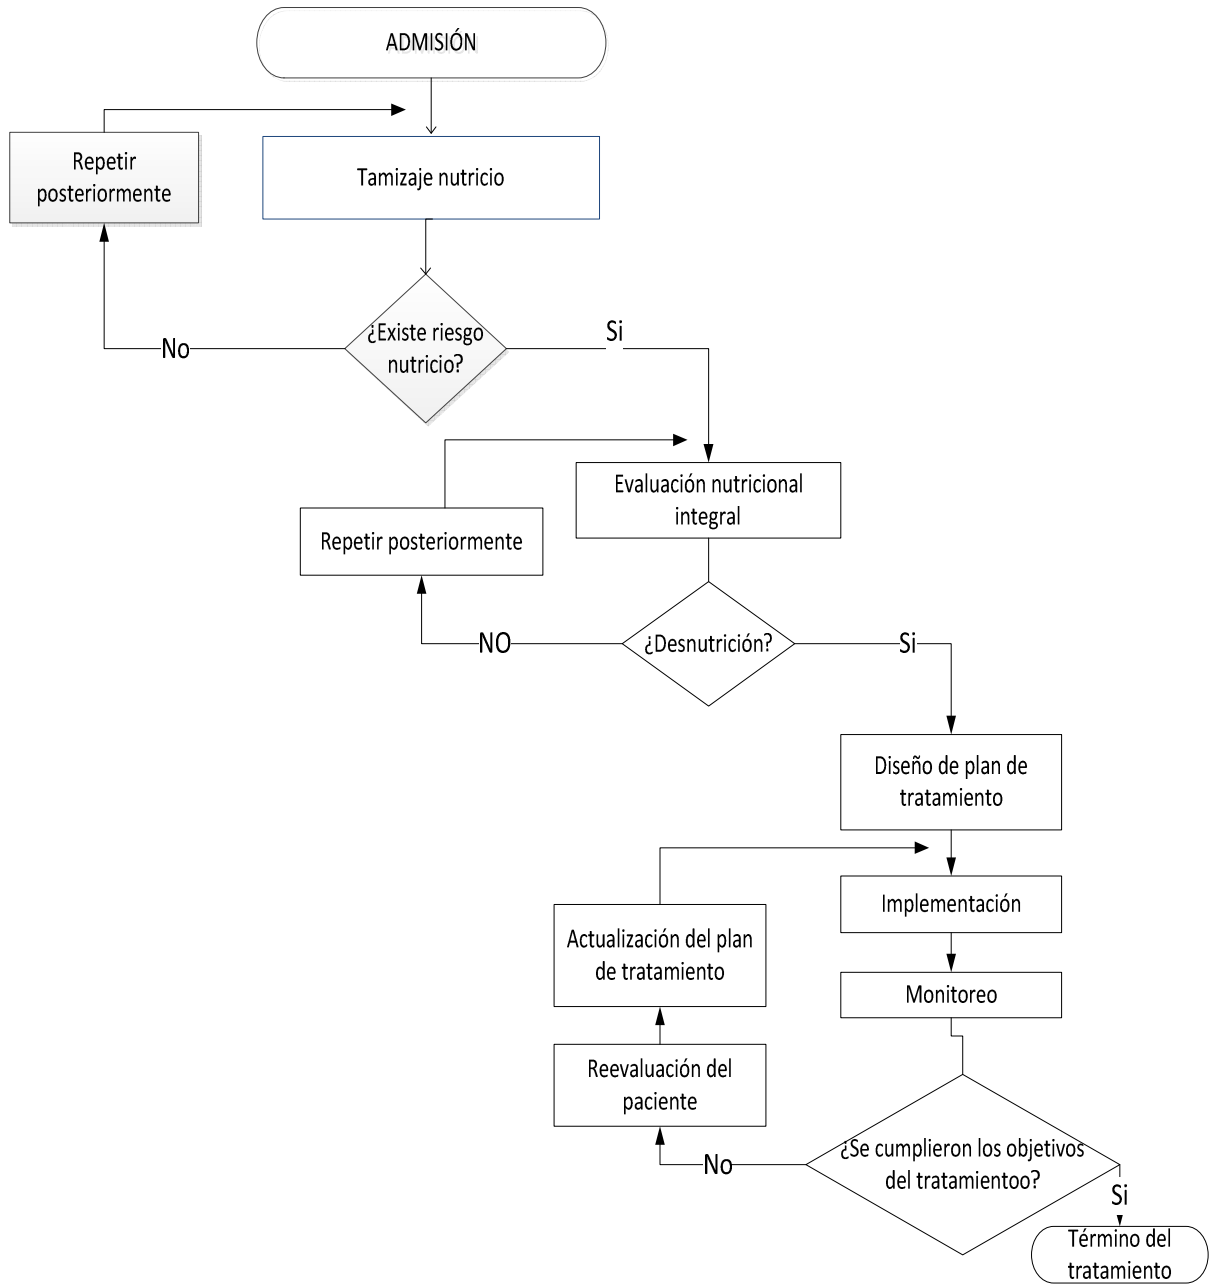 ADMISIÓN
Repetir
posteriormente
Tamizaje nutricio
¿Existe riesgo
nutricio?
No
Si
Evaluación nutricional
integral
Repetir posteriormente
¿Desnutrición?
NO
Si
Diseño de plan de
tratamiento
Implementación
Actualización del plan
de tratamiento
Monitoreo
Reevaluación del
paciente
¿Se cumplieron los objetivos
del tratamientoo?
No
Si
Término del
tratamiento